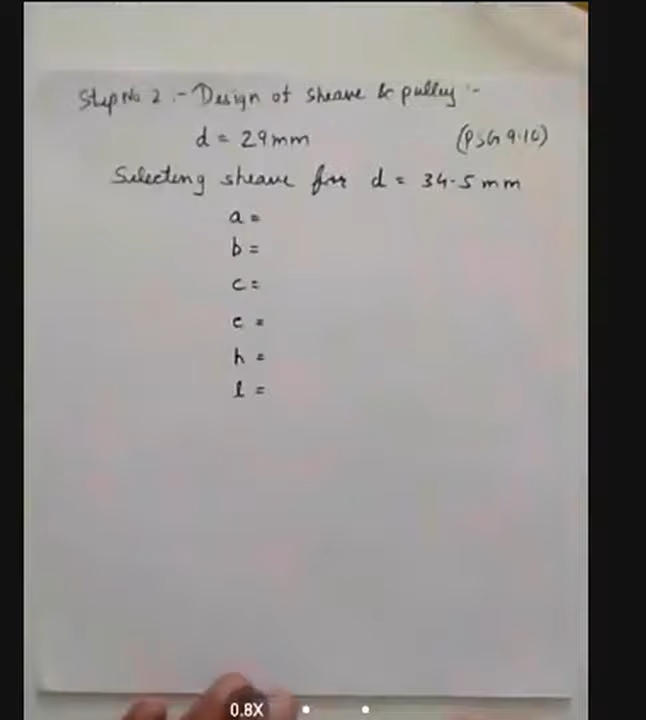 Step No 2 :- Design of sheave & pulley :-
d = 29mm (PSG 9.10)
Selecting sheave for d = 34.5 mm
a =
b =
c =
e =
h =
l =
0.8X